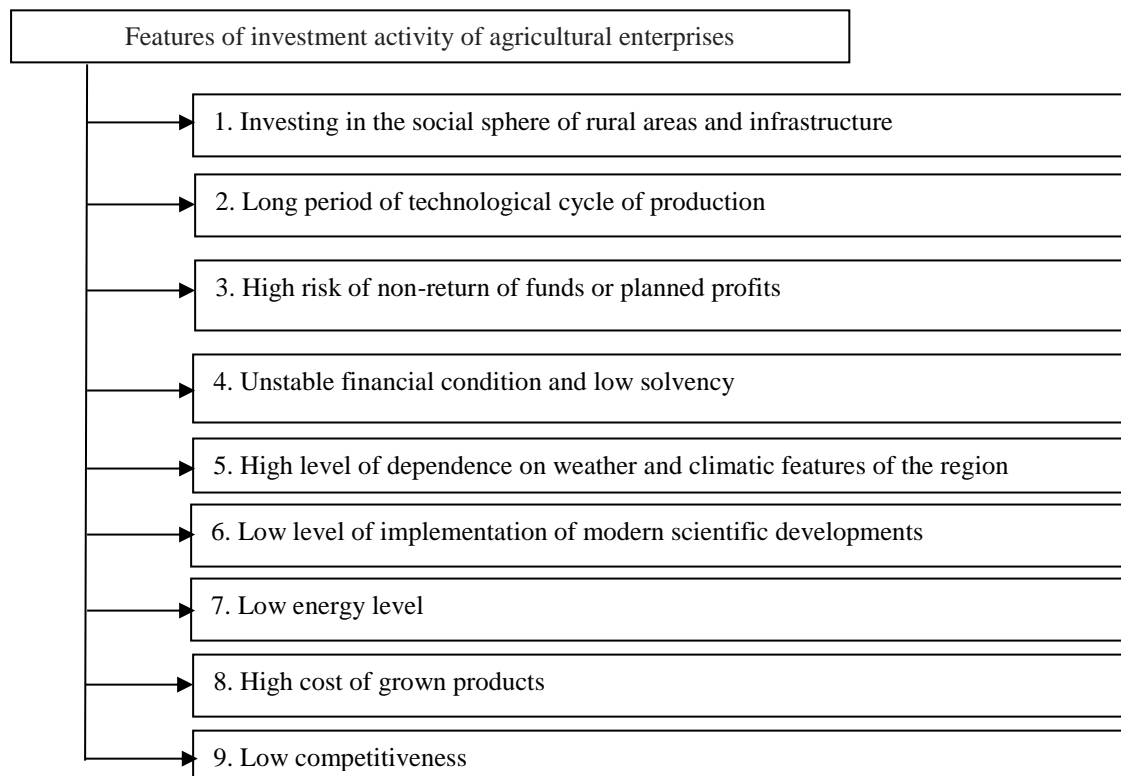 Features of investment activity of agricultural enterprises
1. Investing in the social sphere of rural areas and infrastructure
2. Long period of technological cycle of production
3. High risk of non-return of funds or planned profits
4. Unstable financial condition and low solvency
5. High level of dependence on weather and climatic features of the region
6. Low level of implementation of modern scientific developments
7. Low energy level
8. High cost of grown products
9. Low competitiveness